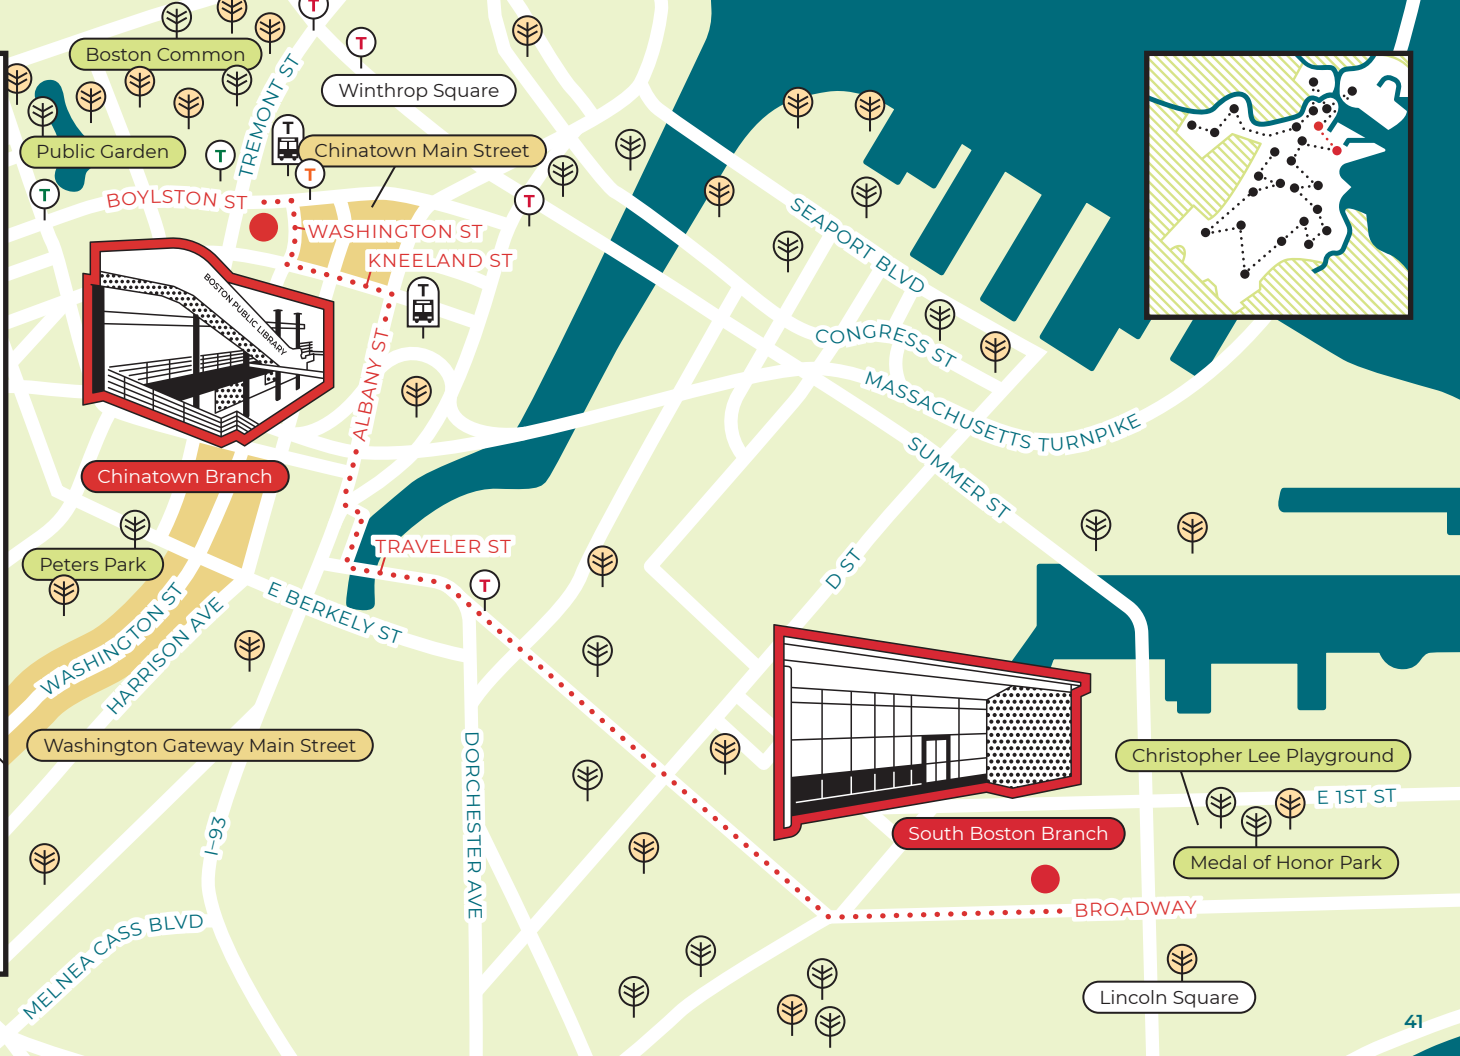 T
T
Boston Common
Winthrop Square
TREMONT ST
Public Garden
T
T
Chinatown Main Street
T
T
BOYLSTON ST
T
WASHINGTON ST
KNEELAND ST
SEAPORT BLVD
T
BOSTON PUBLIC LIBRARY
CONGRESS ST
ALBANY ST
MASSACHUSETTS TURNPIKE
SUMMER ST
Chinatown Branch
TRAVELER ST
Peters Park
T
D ST
E BERKELY ST
WASHINGTON ST
HARRISON AVE
Washington Gateway Main Street
Christopher Lee Playground
E 1ST ST
DORCHESTER AVE
I-93
South Boston Branch
Medal of Honor Park
BROADWAY
MELNEA CASS BLVD
Lincoln Square
41